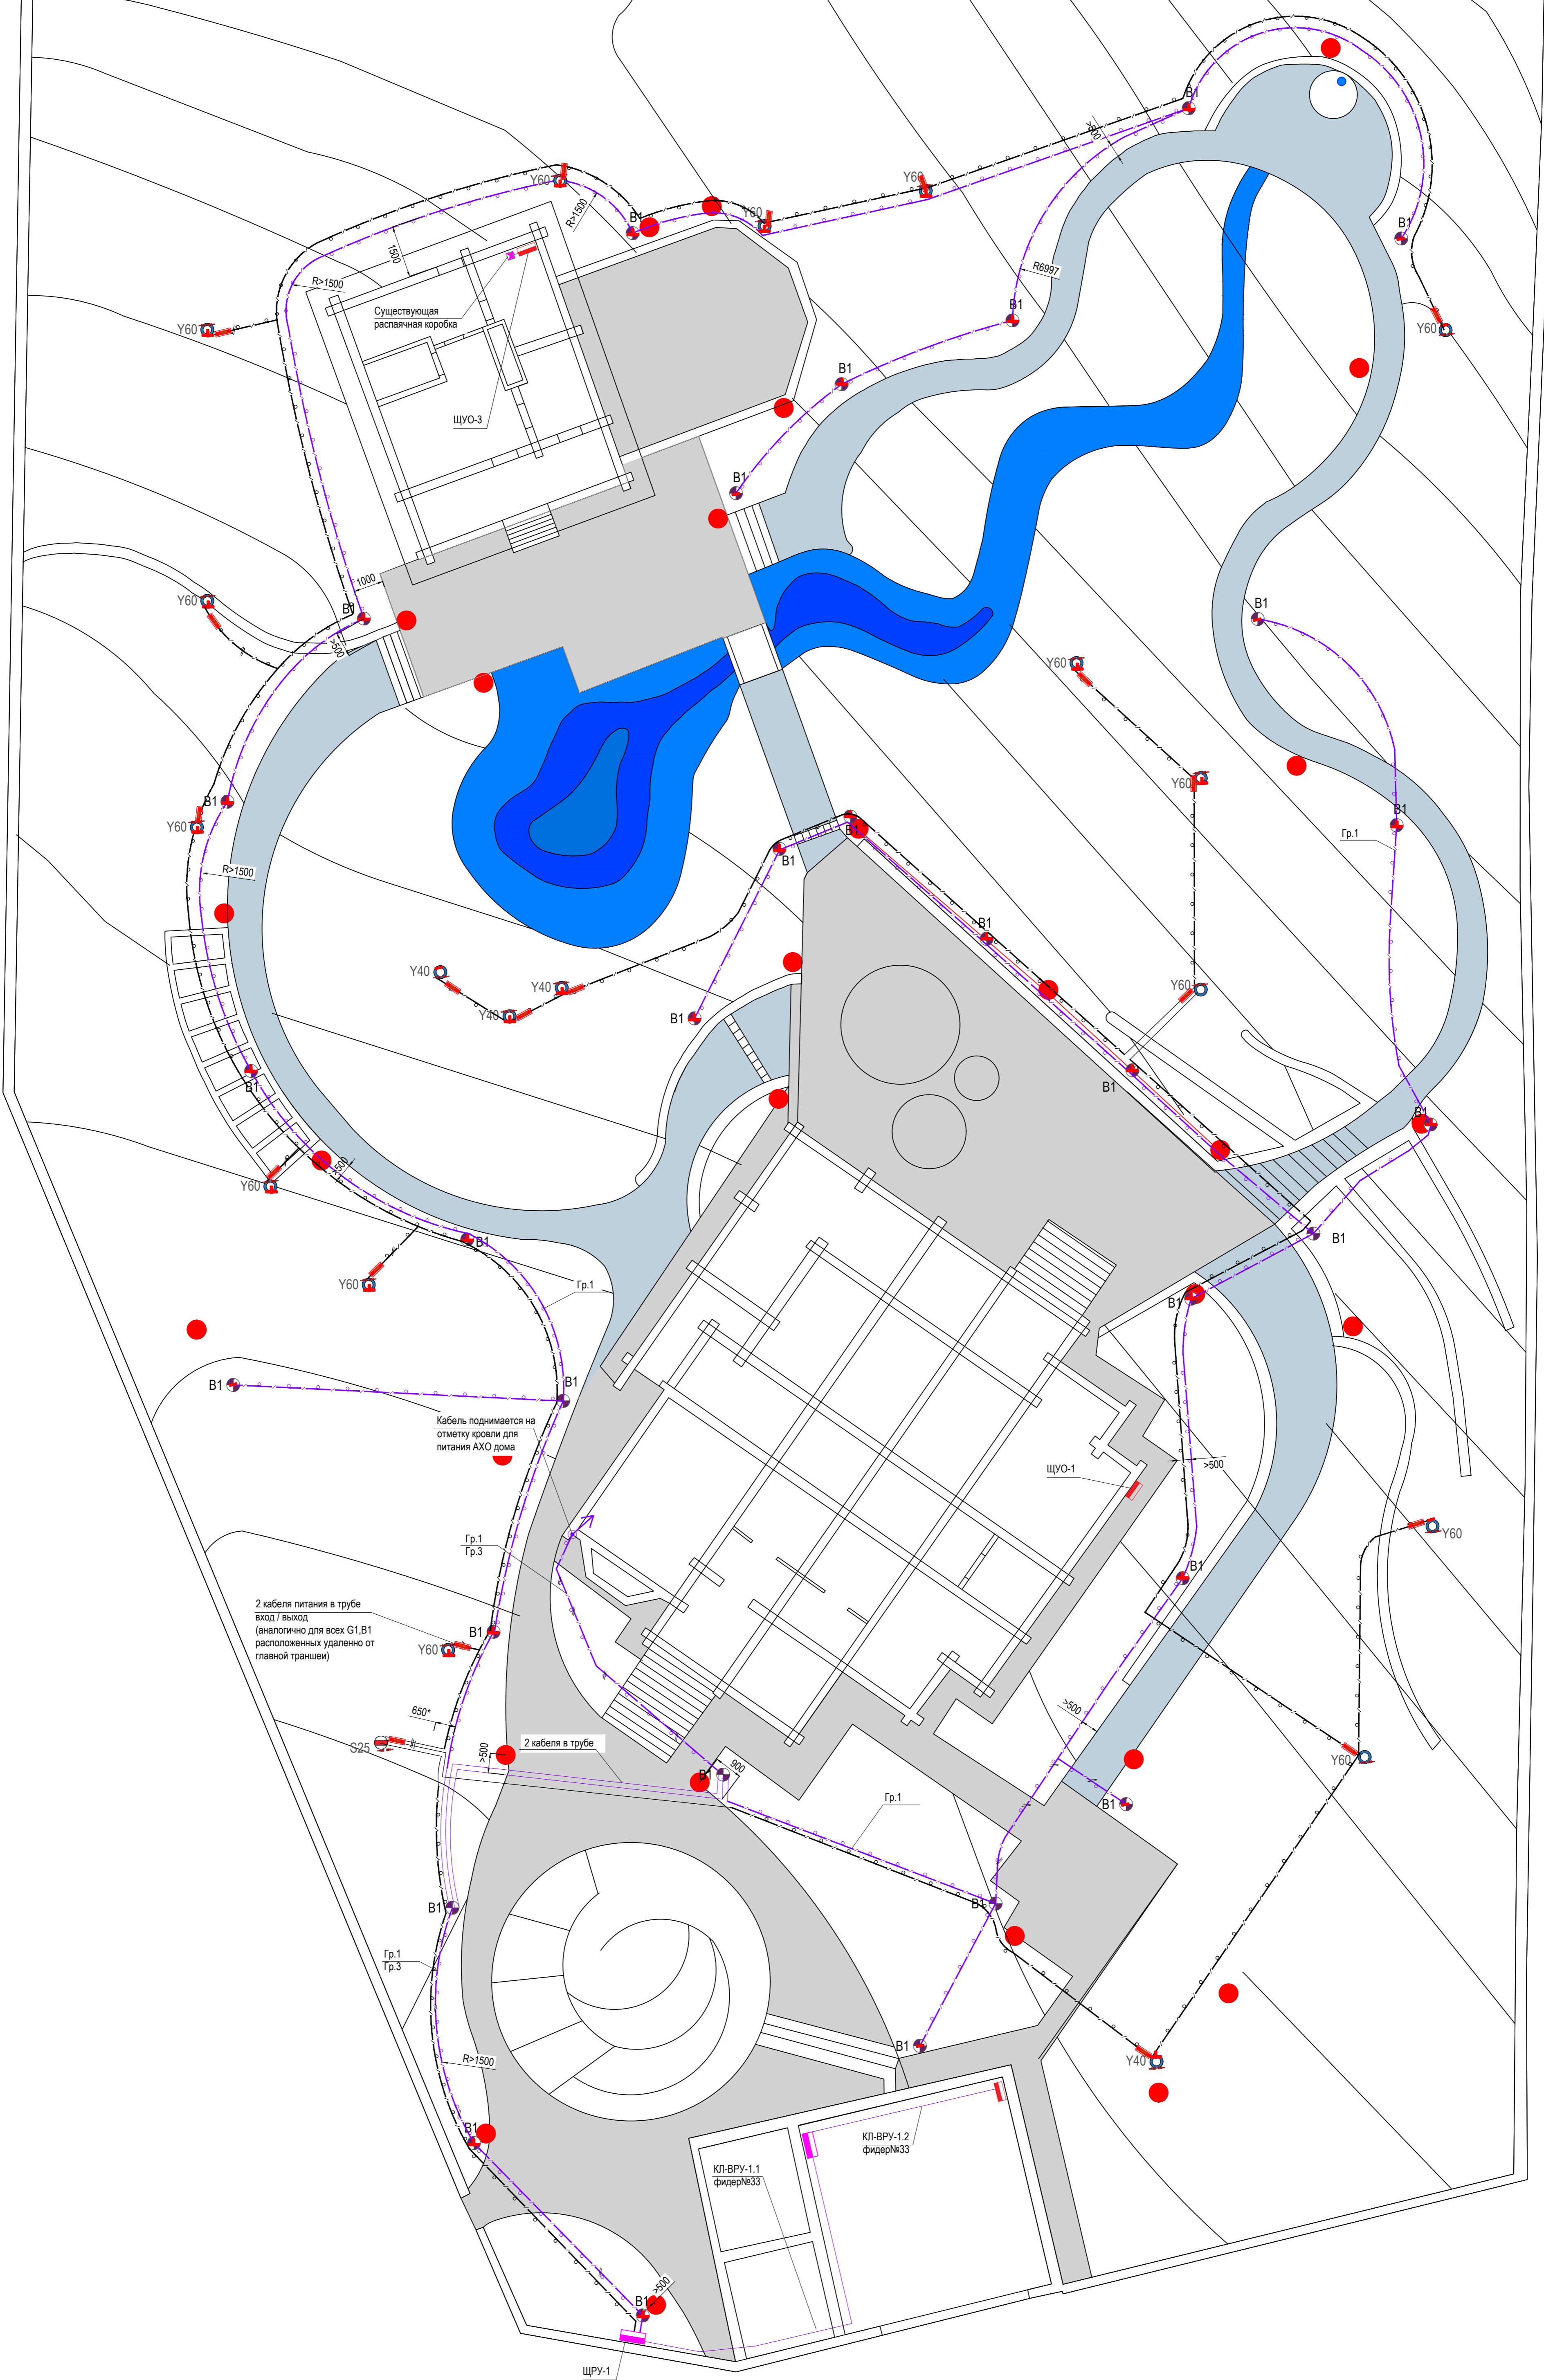 B1
>500
Y60
Y60
Y60
B1
B1
R>1500
1500
R6997
R>1500
B1
Существующая
распаячная коробка
Y60
Y60
B1
ЩУО-3
B1
1000
Y60
B1
B1
>500
Y60
Y60
B1
Y60
B1
B1
Гр.1
B1
R>1500
B1
Y40
Y40
Y60
Y40
B1
B1
B1
B1
>500
Y60
B1
B1
Гр.1
Y60
B1
B1
B1
Кабель поднимается на
отметку кровли для
питания АХО дома
>500
ЩУО-1
Y60
Гр.1
Гр.3
B1
2 кабеля питания в трубе
вход / выход
(аналогично для всех G1,B1
расположенных удаленно от
главной траншеи)
B1
Y60
650*
>500
S25
>500
2 кабеля в трубе
900
B1
Y60
Гр.1
B1
B1
B1
Гр.1
Гр.3
B1
R>1500
Y40
B1
КЛ-ВРУ-1.2
фидер№33
КЛ-ВРУ-1.1
фидер№33
>500
B1
ЩРУ-1